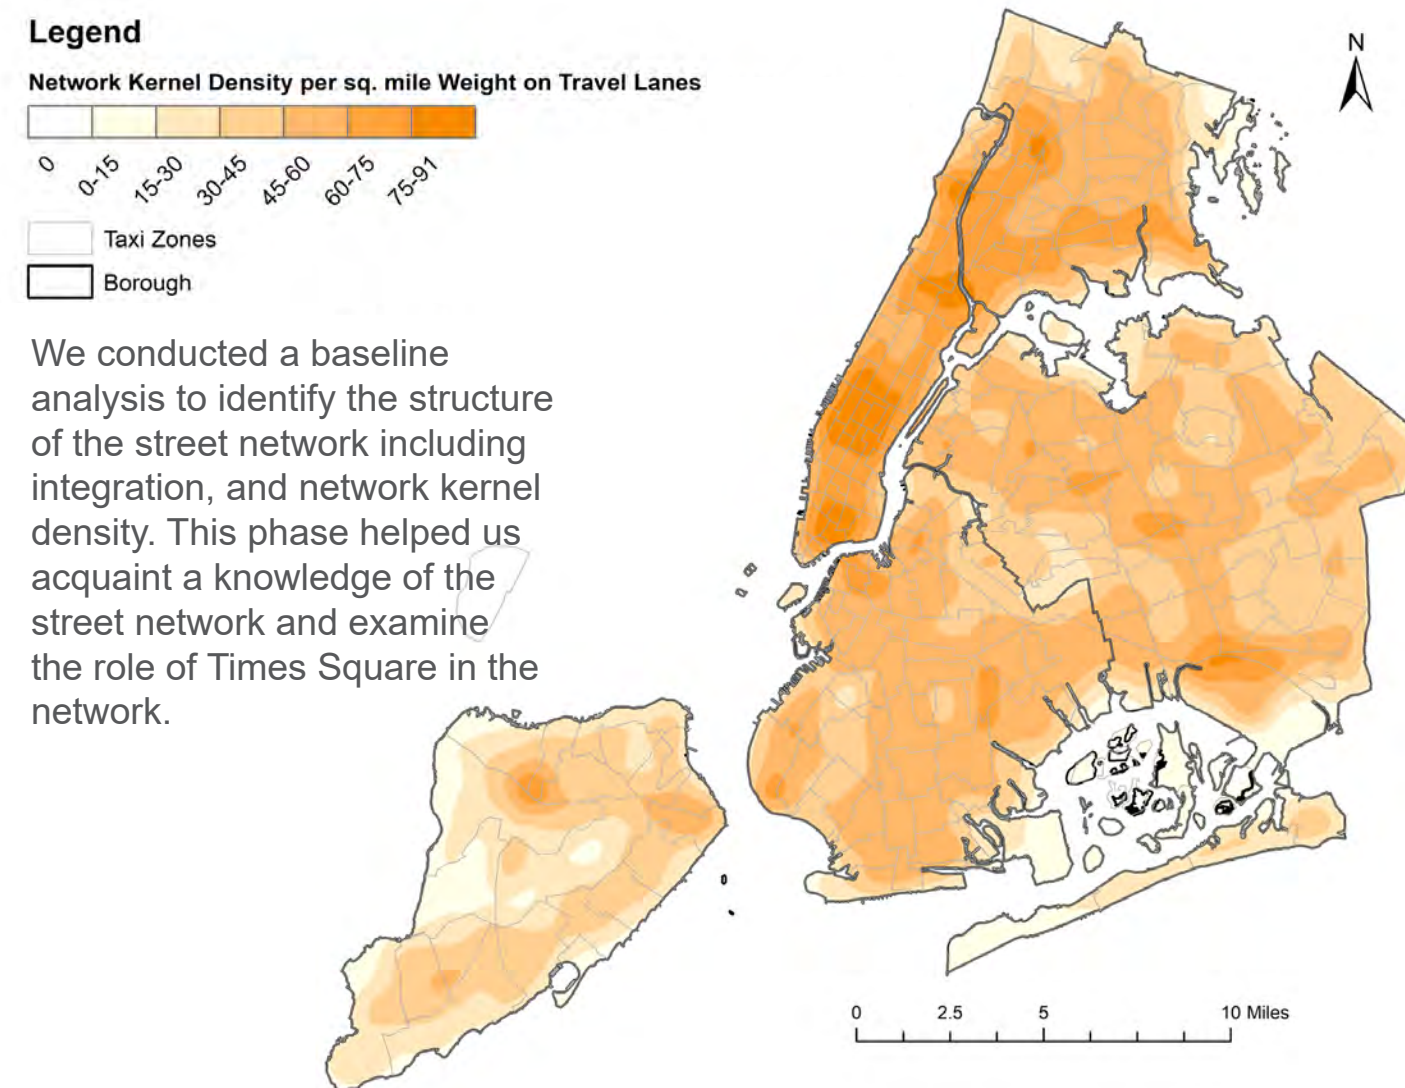 Legend
Network Kernel Density per sq. mile Weight on Travel Lanes
0
0-15
15-30
30-45
45-60
60-75
75-91
Taxi Zones
Borough
We conducted a baseline
analysis to identify the structure
of the street network including
integration, and network kernel
density. This phase helped us
acquaint a knowledge of the
street network and examine
the role of Times Square in the
network.
N
0 2.5 5 10 Miles